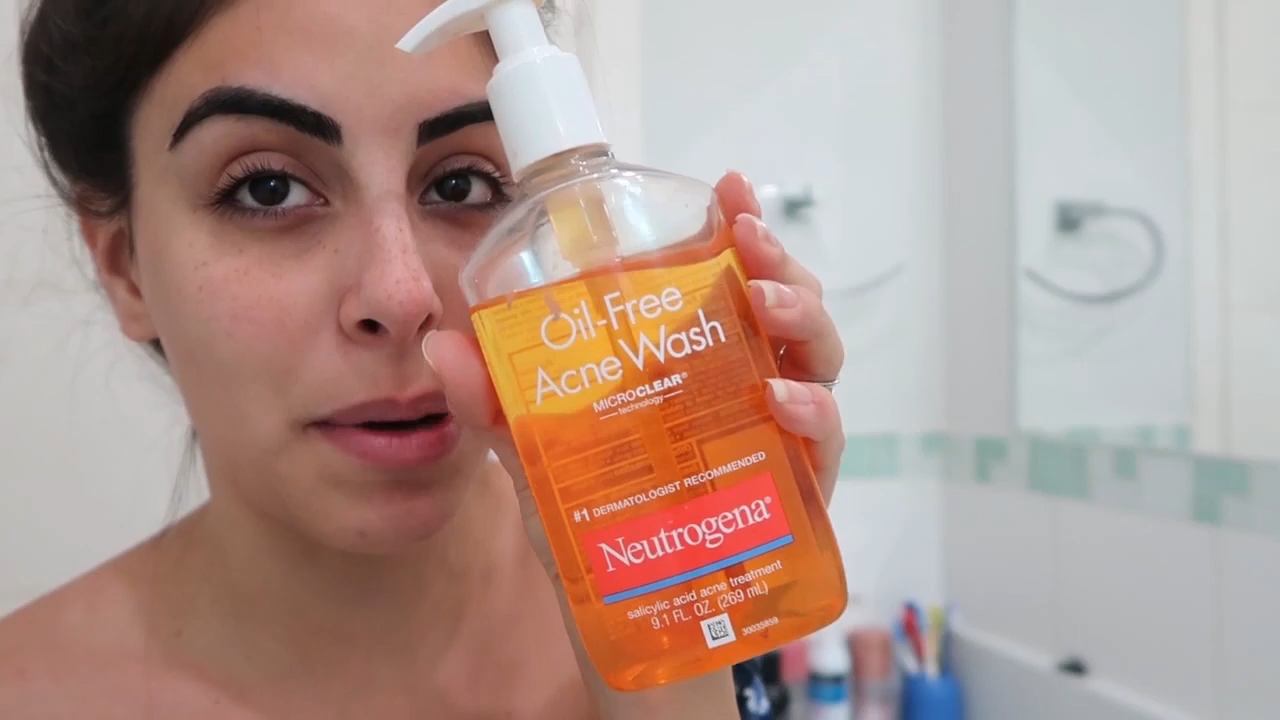 Oil-Free
Acne Wash
MICROCLEAR®
technology
#1 DERMATOLOGIST RECOMMENDED
Neutrogena®
salicylic acid acne treatment
9.1 FL. OZ. (269 mL)
30035859